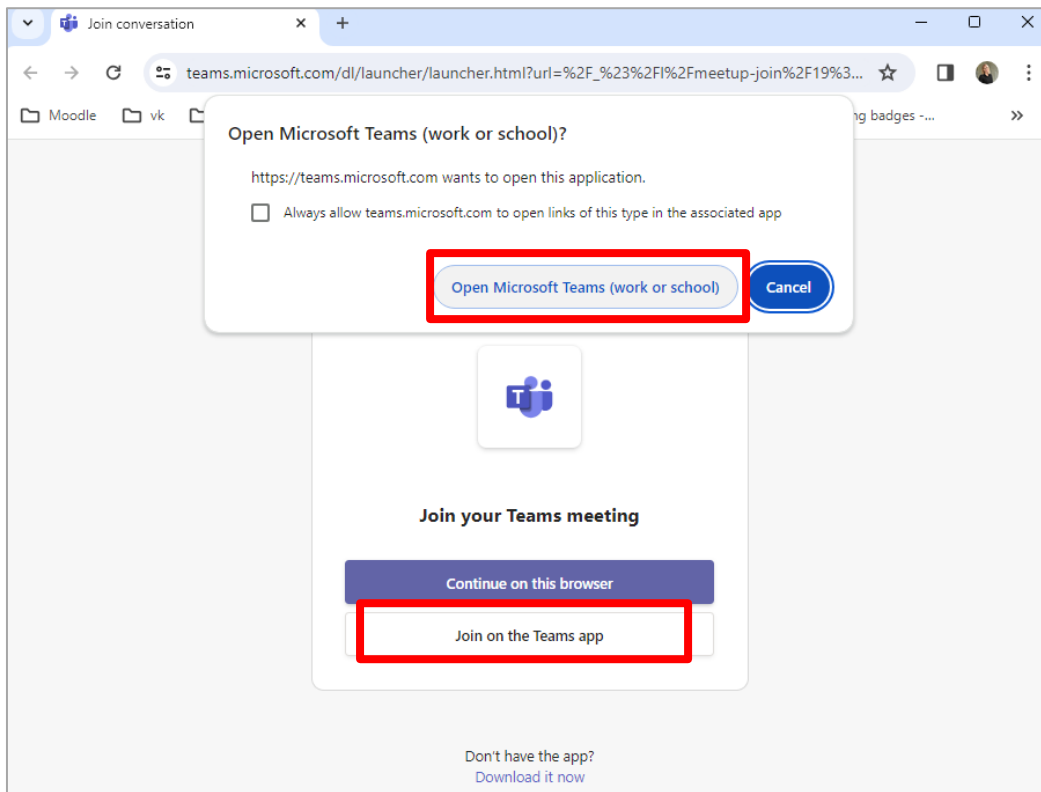 Join conversation
teams.microsoft.com/dl/launcher/launcher.html?url=%2F_%23%2Fl%2Fmeetup-join%2F19%3...
Moodle vk ng badges -...
Open Microsoft Teams (work or school)?
https://teams.microsoft.com wants to open this application.
Always allow teams.microsoft.com to open links of this type in the associated app
Open Microsoft Teams (work or school) Cancel
T
Join your Teams meeting
Continue on this browser
Join on the Teams app
Don't have the app?
Download it now